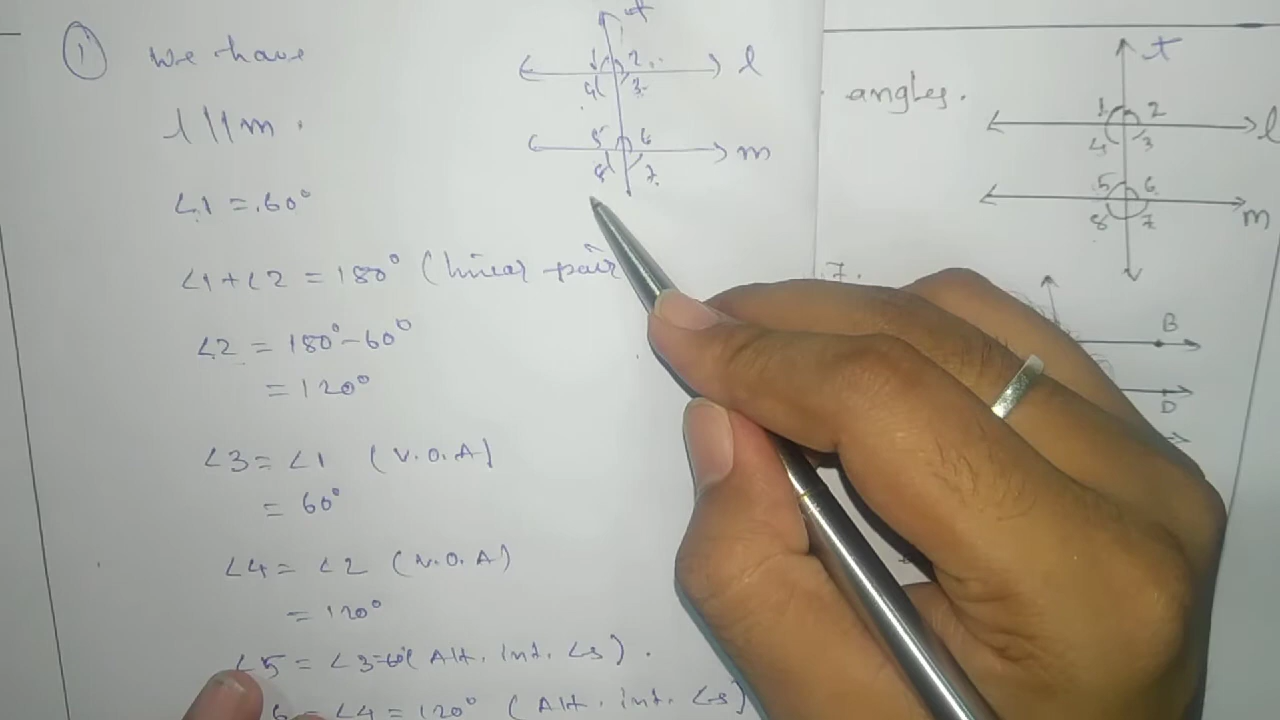 ① We have
l || m.
∠1 = 60°
∠1 + ∠2 = 180° (linear pair
∠2 = 180° - 60°
= 120°
∠3 = ∠1 (V.O.A)
= 60°
∠4 = ∠2 (V.O.A)
= 120°
∠5 = ∠3 = 60° (Alt. int. ∠s).
6 = ∠4 = 120° (Alt. int. ∠s)
t
1 2
l
4 3
5 6
m
8 7
angles.
t
1 2
l
4 3
5 6
m
8 7
7.
B
D